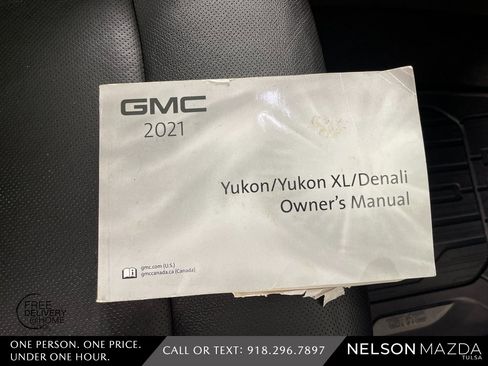 GMC
2021
Yukon/Yukon XL/Denali
Owner's Manual
gmc.com (U.S.)
gmccanada.ca (Canada)
FREE
DELIVERY
@HOME
ONE PERSON. ONE PRICE.
UNDER ONE HOUR.
CALL OR TEXT: 918.296.7897
NELSON MAZDA
TULSA